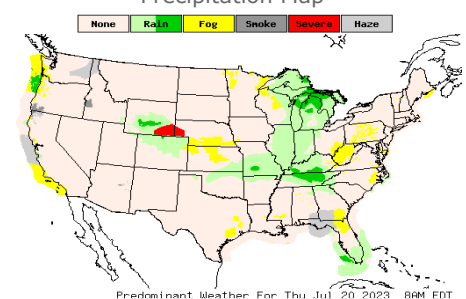 Precipitation Map
None Rain Fog Smoke Severe Haze
Predominant Weather For Thu Jul 20 2023 8AM EDT